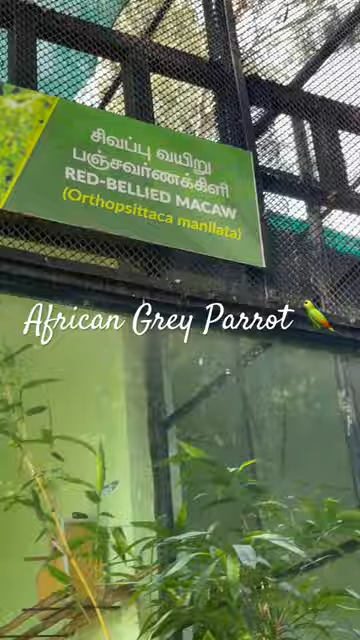 சிவப்பு வயிறு
பஞ்சவர்ணக்கிளி
RED-BELLIED MACAW
(Orthopsittaca manilata)
African Grey Parrot